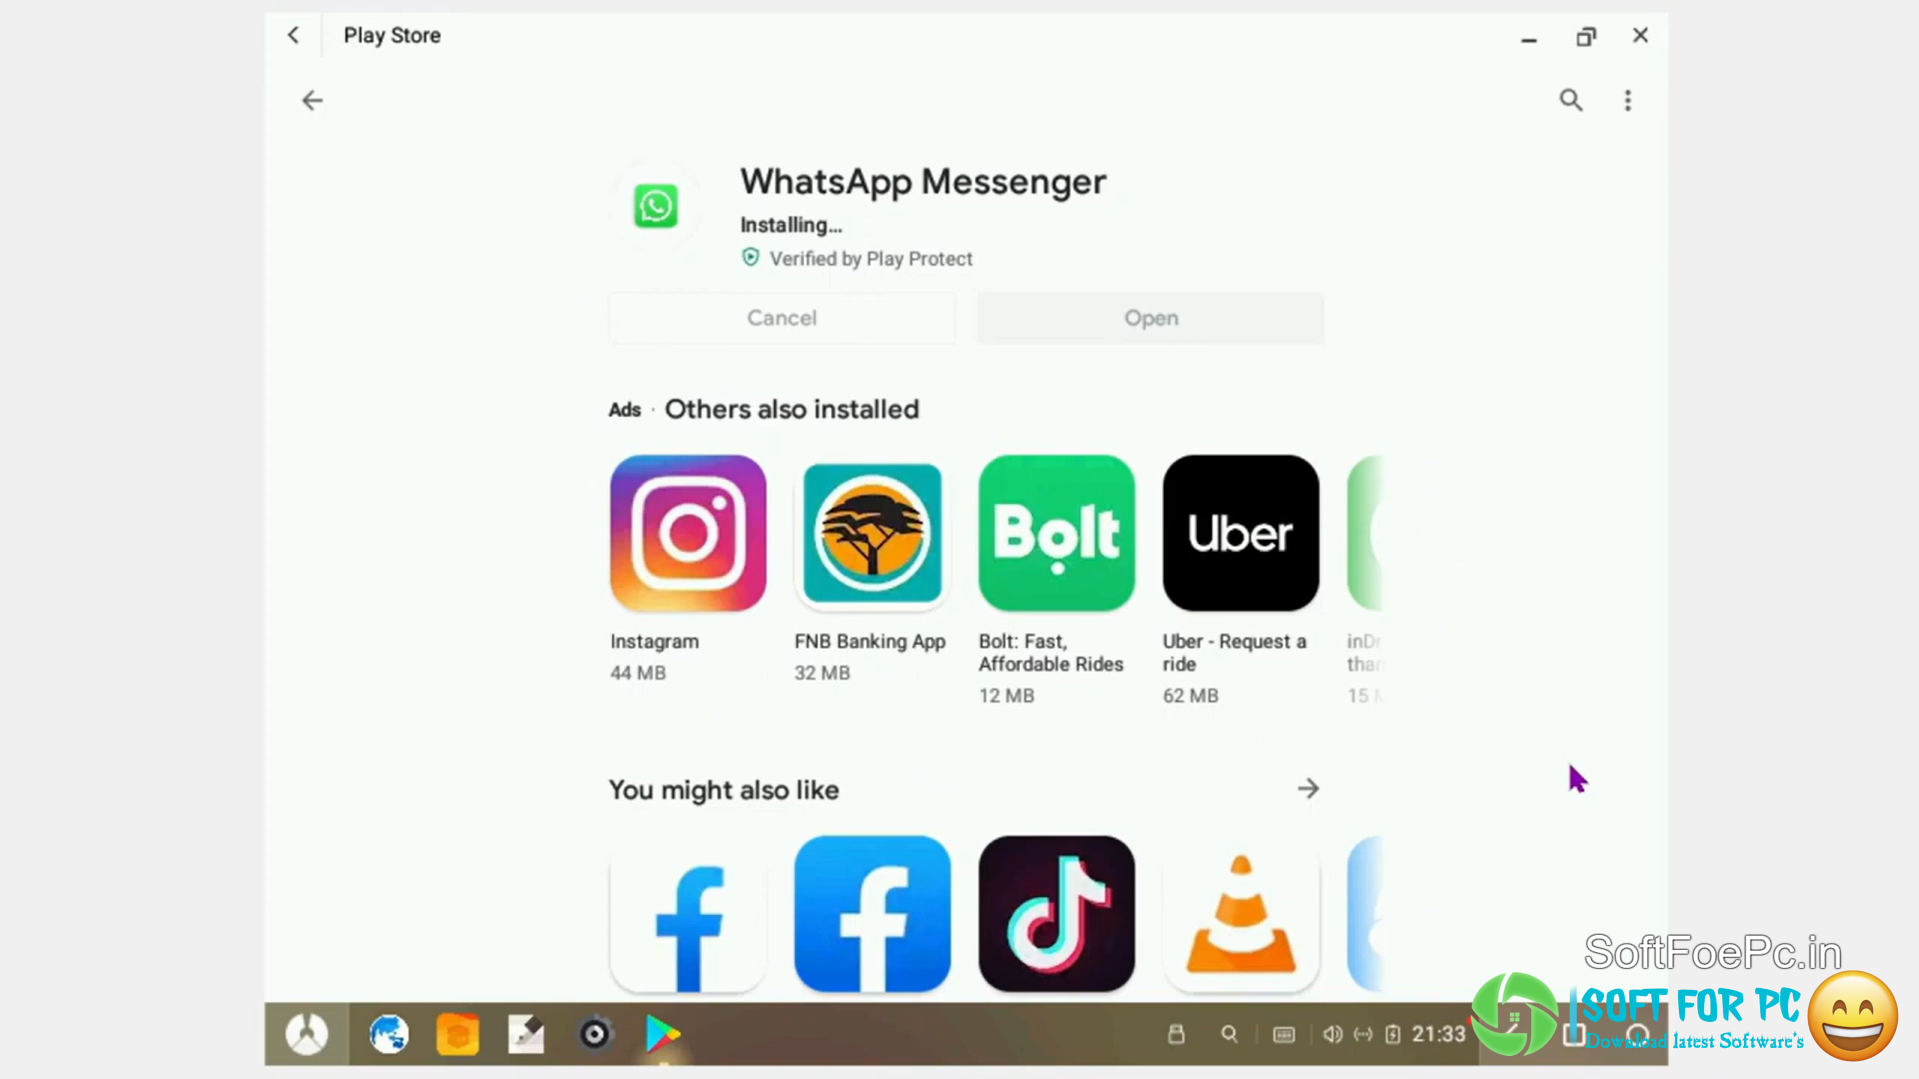 Play Store
WhatsApp Messenger
Installing...
Verified by Play Protect
Cancel
Open
Ads · Others also installed
Bolt
Uber
Instagram
44 MB
FNB Banking App
32 MB
Bolt: Fast,
Affordable Rides
12 MB
Uber - Request a
ride
62 MB
inDr
than
15 M
You might also like
21:33
SoftFoePc.in
SOFT FOR PC
Download latest Software's